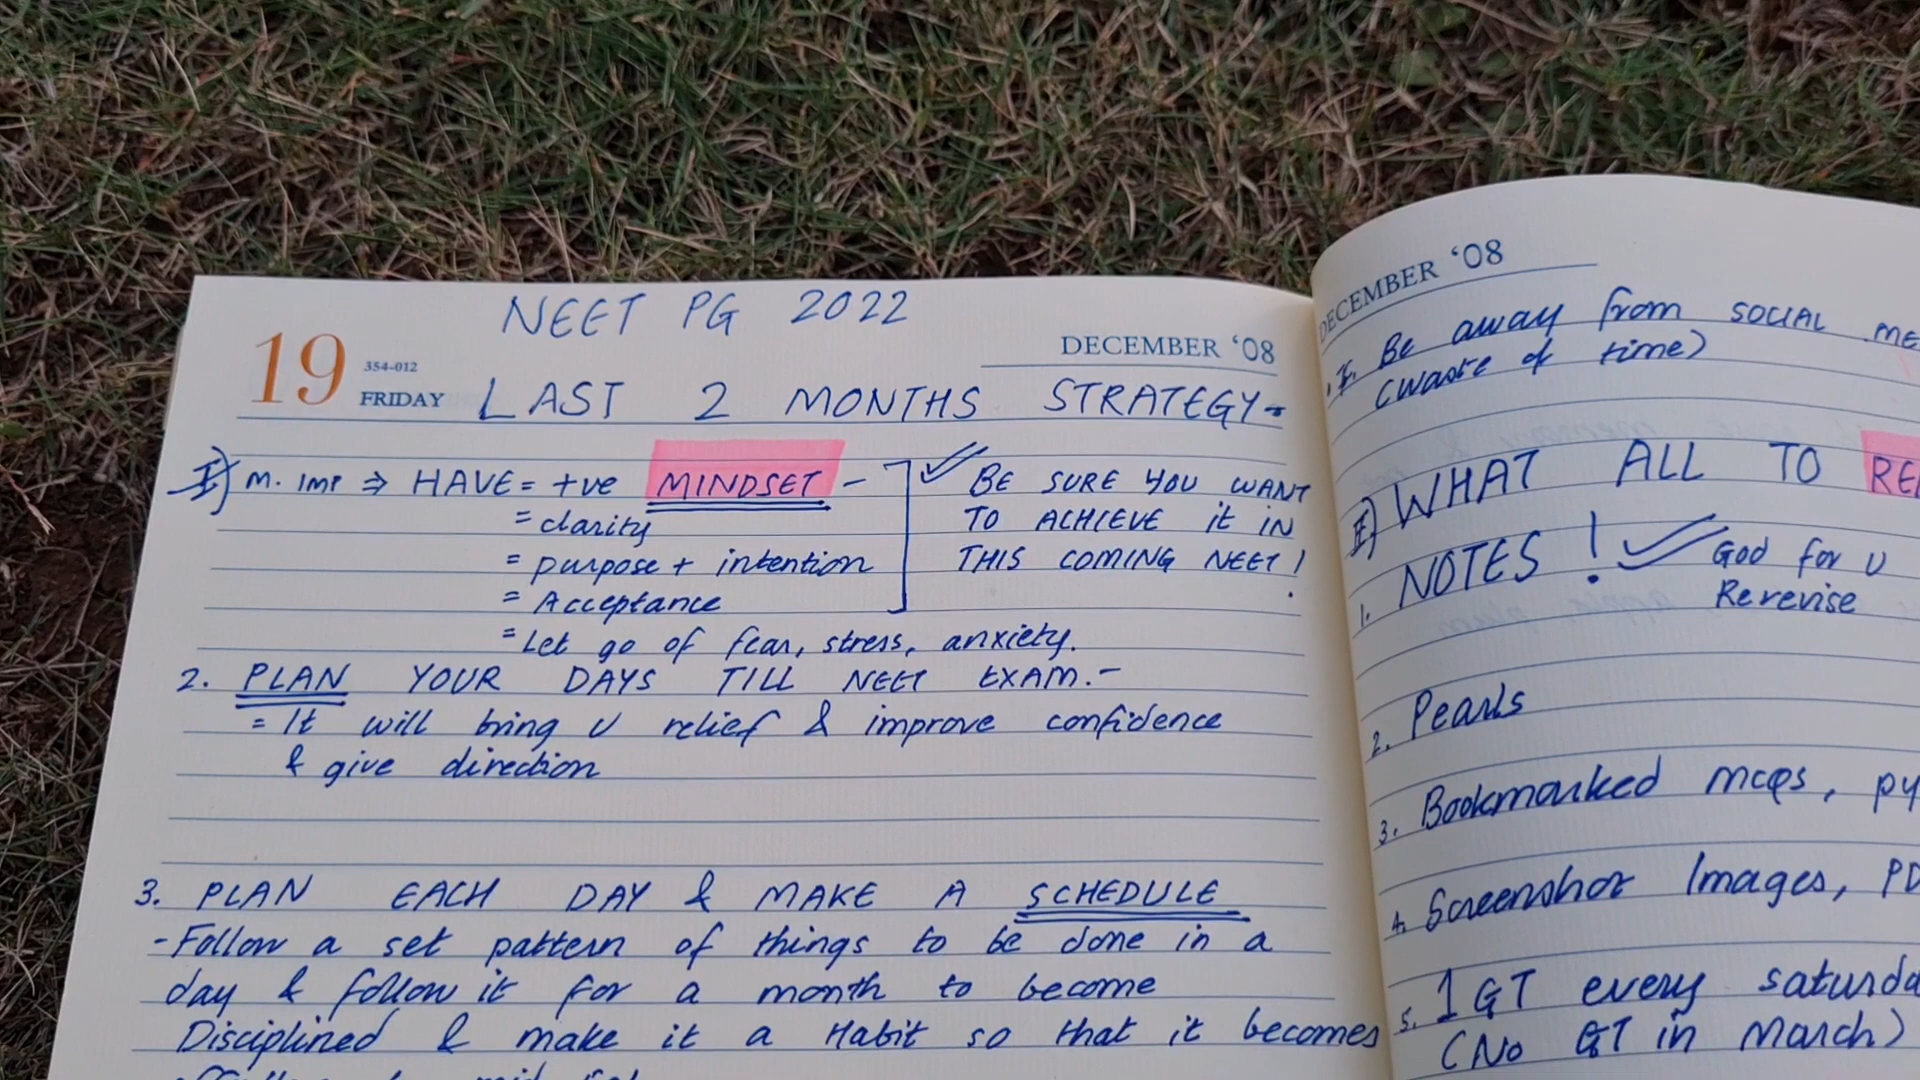 NEET PG 2022
19 354-012 FRIDAY DECEMBER '08
LAST 2 MONTHS STRATEGY-
I) M. IMP ⇒ HAVE = +ve MINDSET -
= clarity
= purpose + intention
= Acceptance
= Let go of fear, stress, anxiety.
✓ BE SURE YOU WANT
TO ACHIEVE it IN
THIS COMING NEET!
2. PLAN YOUR DAYS TILL NEET EXAM.-
= It will bring U relief & improve confidence
& give direction
3. PLAN EACH DAY & MAKE A SCHEDULE
- Follow a set pattern of things to be done in a
day & follow it for a month to become
Disciplined & make it a Habit so that it becomes
DECEMBER '08
Be away from SOCIAL ME
(waste of time)
II) WHAT ALL TO RE
1. NOTES! ✓ God for U
Rerevise
2. Pearls
3. Bookmarked mcqs, py
4. Screenshot Images, PD
5. 1 GT every saturda
(No GT in March)